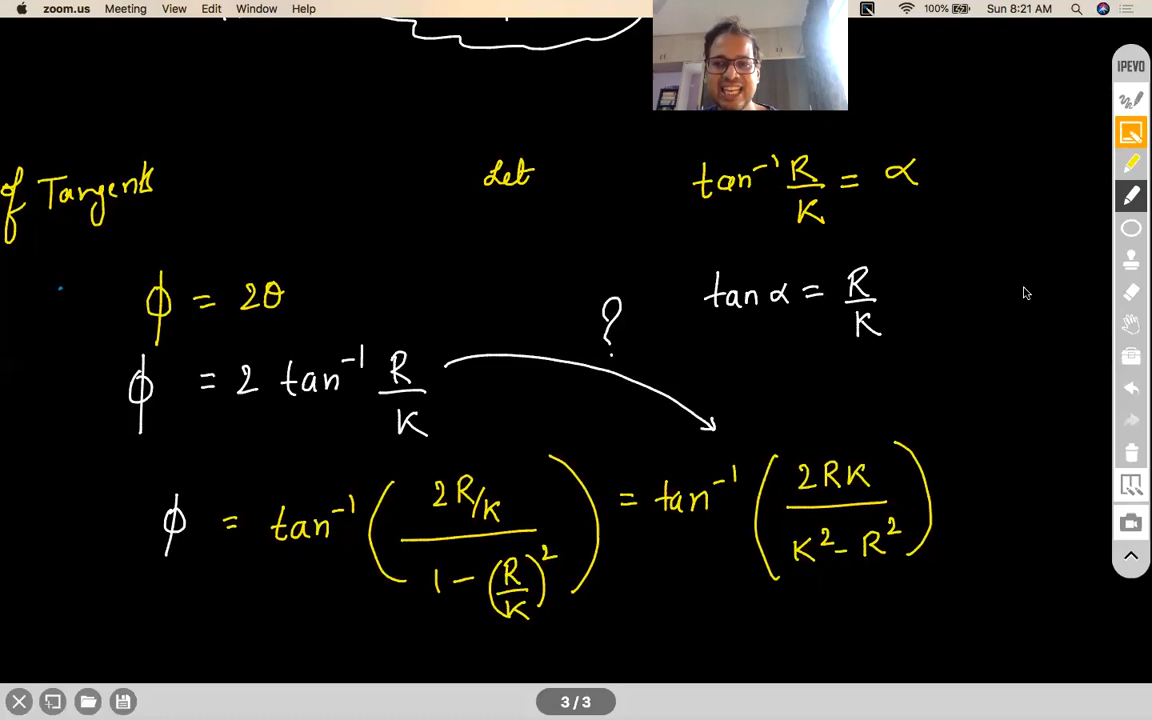 zoom.us Meeting View Edit Window Help 100% Sun 8:21 AM
IPEVO
of Tangents Let tan⁻¹ R/K = α
ϕ = 2θ tan α = R/K
?
ϕ = 2 tan⁻¹ R/K
ϕ = tan⁻¹ ( 2R/K / 1 − (R/K)² ) = tan⁻¹ ( 2RK / K² − R² )
3/3